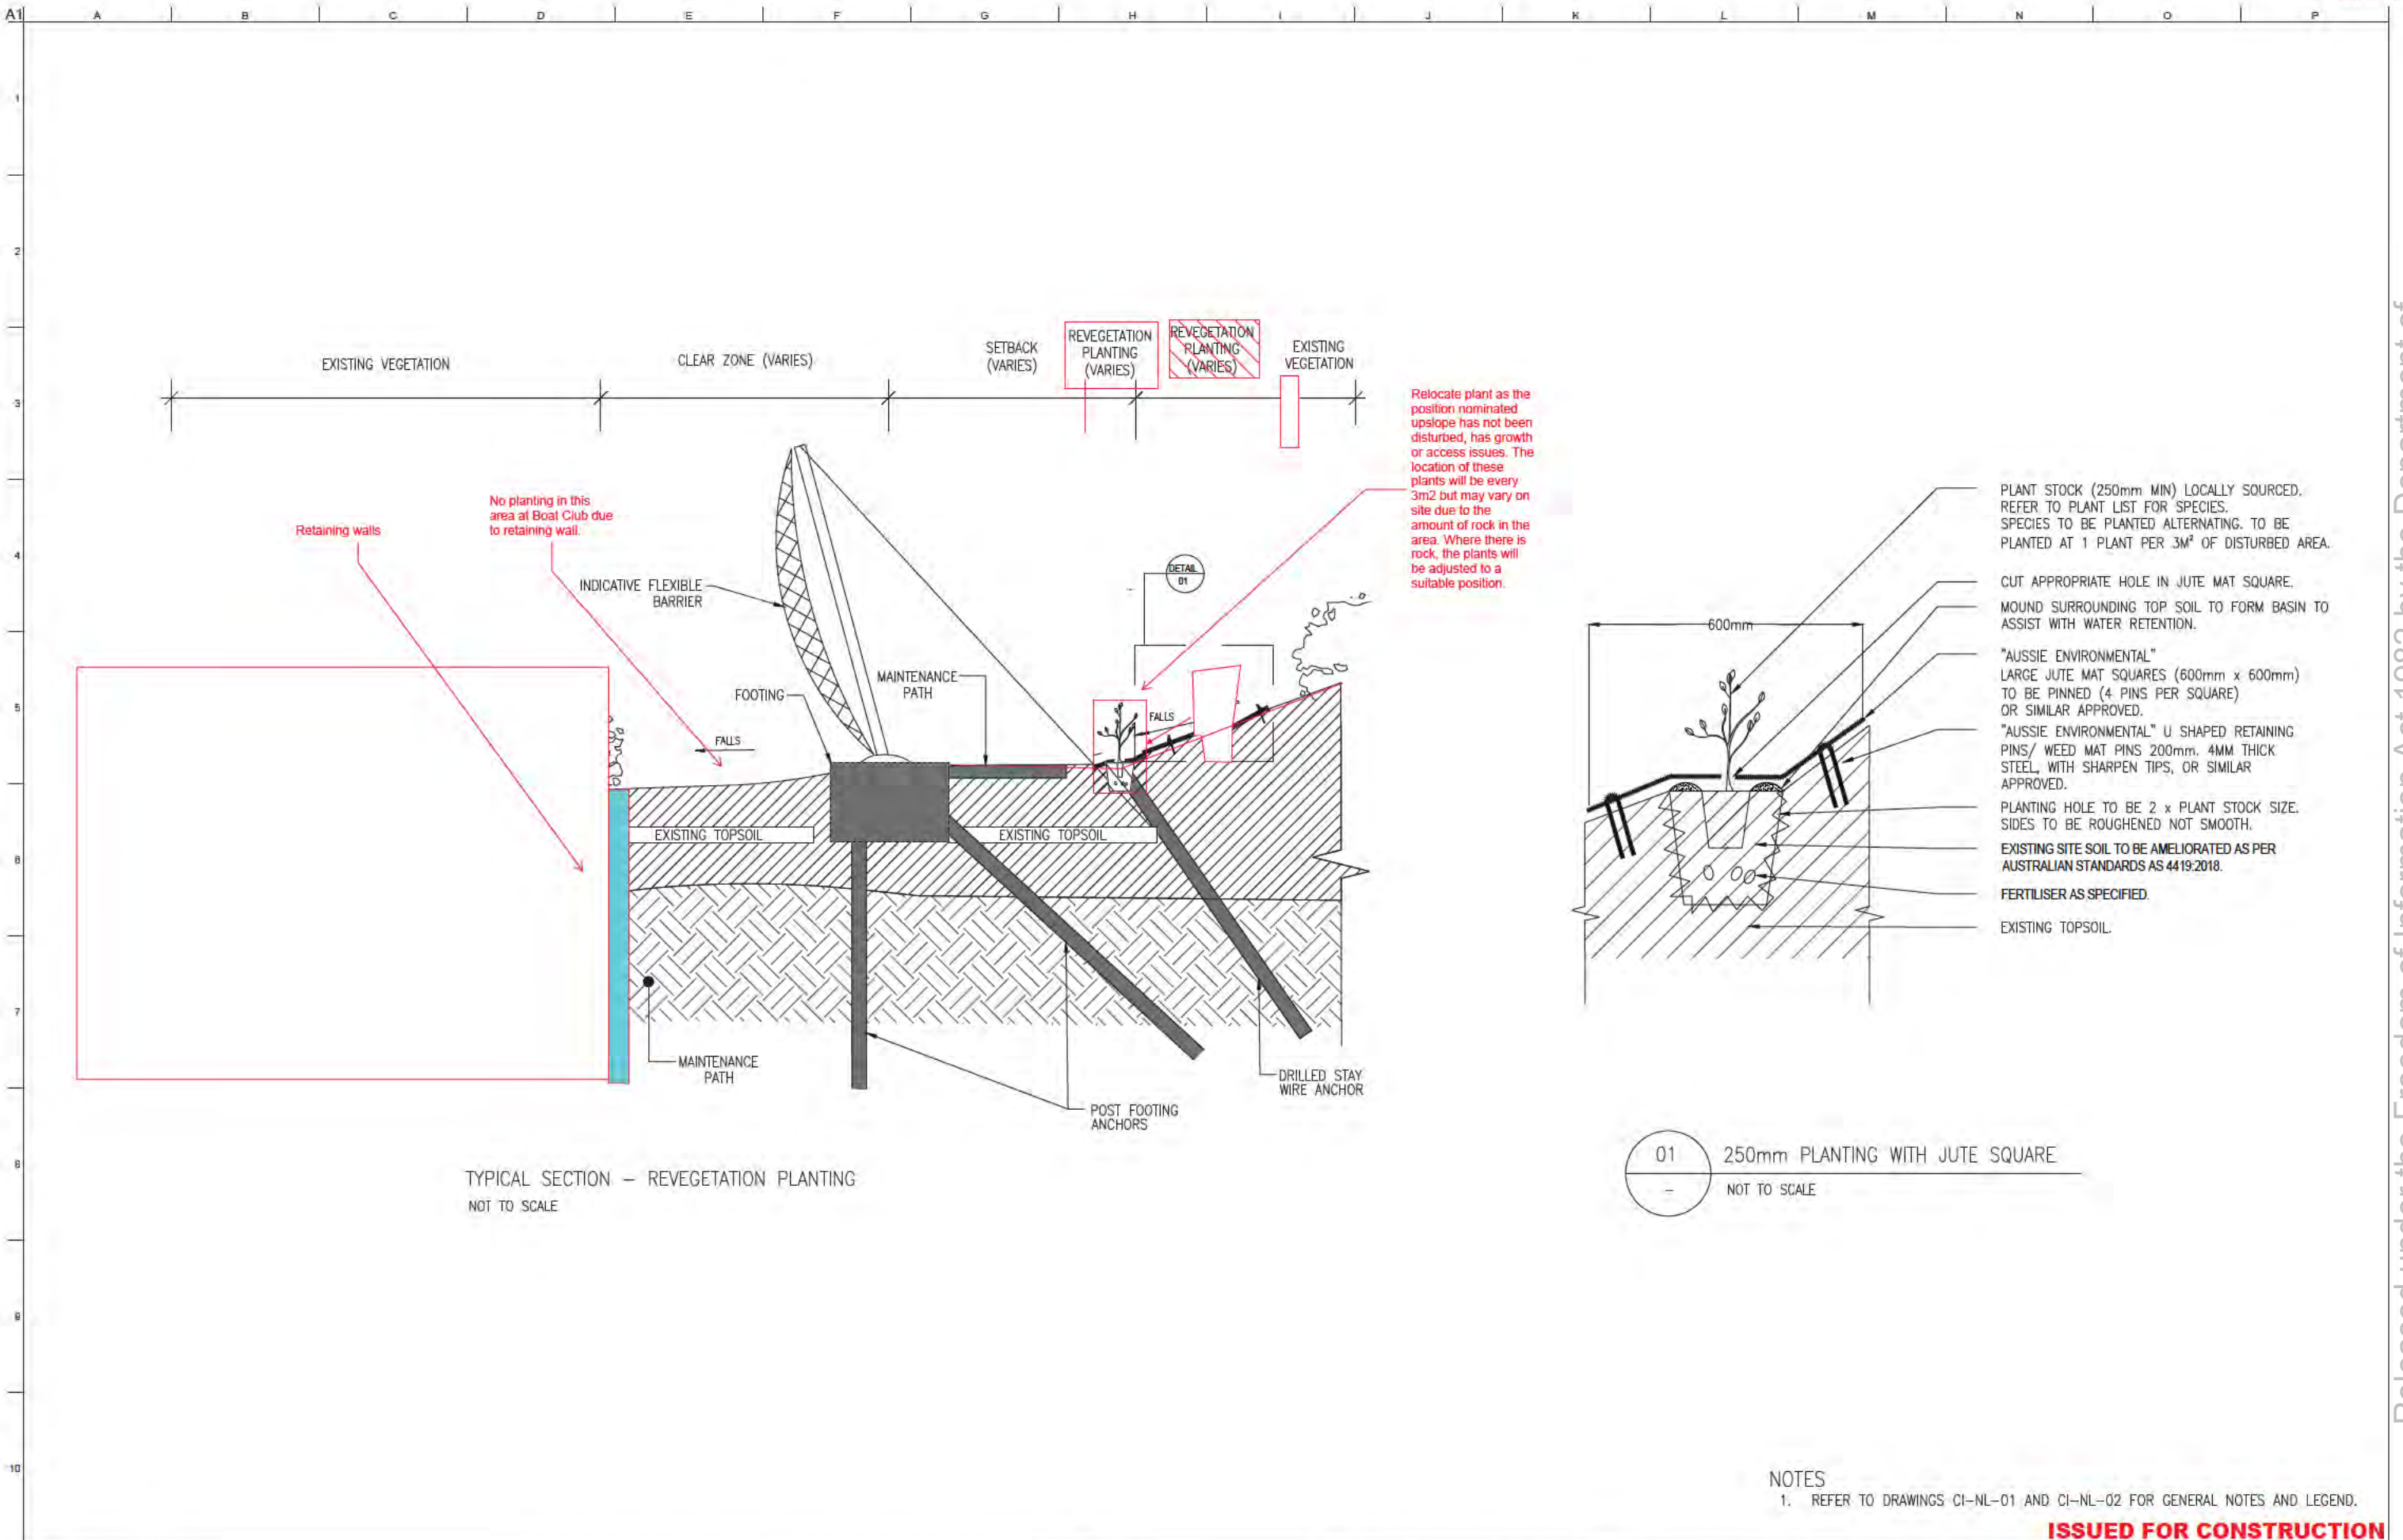 A1
A B C D E F G H I J K L M N O P
1
2
3
4
5
6
7
8
9
10
EXISTING VEGETATION
CLEAR ZONE (VARIES)
SETBACK
(VARIES)
REVEGETATION
PLANTING
(VARIES)
REVEGETATION
PLANTING
(VARIES)
EXISTING
VEGETATION
Relocate plant as the
position nominated
upslope has not been
disturbed, has growth
or access issues. The
location of these
plants will be every
3m2 but may vary on
site due to the
amount of rock in the
area. Where there is
rock, the plants will
be adjusted to a
suitable position.
Retaining walls
No planting in this
area at Boat Club due
to retaining wall.
INDICATIVE FLEXIBLE
BARRIER
DETAIL
01
FOOTING
MAINTENANCE
PATH
FALLS
FALLS
EXISTING TOPSOIL
EXISTING TOPSOIL
MAINTENANCE
PATH
POST FOOTING
ANCHORS
DRILLED STAY
WIRE ANCHOR
TYPICAL SECTION – REVEGETATION PLANTING
NOT TO SCALE
600mm
PLANT STOCK (250mm MIN) LOCALLY SOURCED.
REFER TO PLANT LIST FOR SPECIES.
SPECIES TO BE PLANTED ALTERNATING. TO BE
PLANTED AT 1 PLANT PER 3M² OF DISTURBED AREA.
CUT APPROPRIATE HOLE IN JUTE MAT SQUARE.
MOUND SURROUNDING TOP SOIL TO FORM BASIN TO
ASSIST WITH WATER RETENTION.
"AUSSIE ENVIRONMENTAL"
LARGE JUTE MAT SQUARES (600mm x 600mm)
TO BE PINNED (4 PINS PER SQUARE)
OR SIMILAR APPROVED.
"AUSSIE ENVIRONMENTAL" U SHAPED RETAINING
PINS/ WEED MAT PINS 200mm. 4MM THICK
STEEL, WITH SHARPEN TIPS, OR SIMILAR
APPROVED.
PLANTING HOLE TO BE 2 x PLANT STOCK SIZE.
SIDES TO BE ROUGHENED NOT SMOOTH.
EXISTING SITE SOIL TO BE AMELIORATED AS PER
AUSTRALIAN STANDARDS AS 4419:2018.
FERTILISER AS SPECIFIED.
EXISTING TOPSOIL.
01
–
250mm PLANTING WITH JUTE SQUARE
NOT TO SCALE
NOTES
1. REFER TO DRAWINGS CI–NL–01 AND CI–NL–02 FOR GENERAL NOTES AND LEGEND.
ISSUED FOR CONSTRUCTION